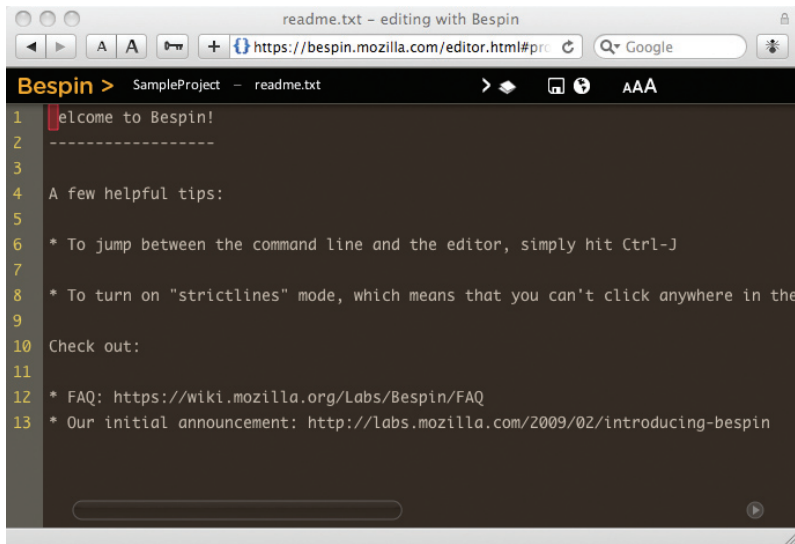 readme.txt – editing with Bespin
A A + {} https://bespin.mozilla.com/editor.html#pro Google
Bespin > SampleProject – readme.txt AAA
1 elcome to Bespin!
2 ------------------
3
4 A few helpful tips:
5
6 * To jump between the command line and the editor, simply hit Ctrl-J
7
8 * To turn on "strictlines" mode, which means that you can't click anywhere in the
9
10 Check out:
11
12 * FAQ: https://wiki.mozilla.org/Labs/Bespin/FAQ
13 * Our initial announcement: http://labs.mozilla.com/2009/02/introducing-bespin